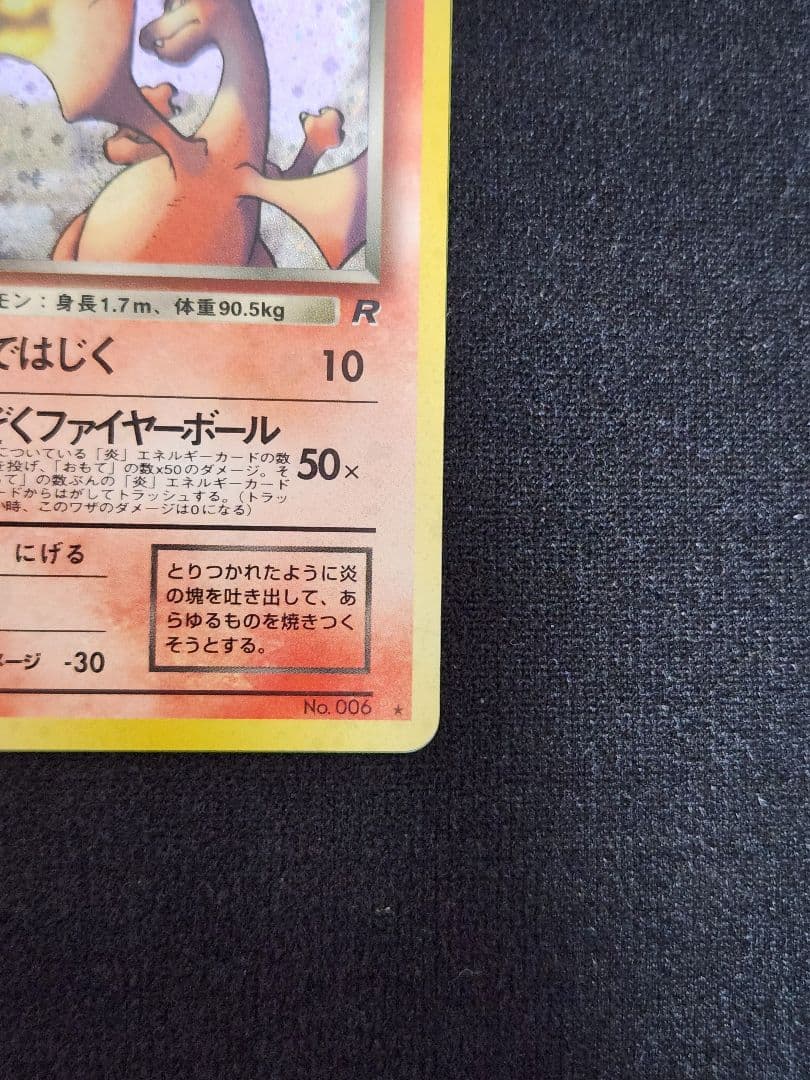 モン：身長1.7m、体重90.5kg
R
ではじく 10
ぞくファイヤーボール
についている「炎」エネルギーカードの数
を投げ、「おもて」の数x50のダメージ。そ
て」の数ぶんの「炎」エネルギーカード
ードからはがしてトラッシュする。(トラッ
い時、このワザのダメージは0になる)
50×
にげる
メージ -30
とりつかれたように炎
の塊を吐き出して、あ
らゆるものを焼きつく
そうとする。
No. 006 ★